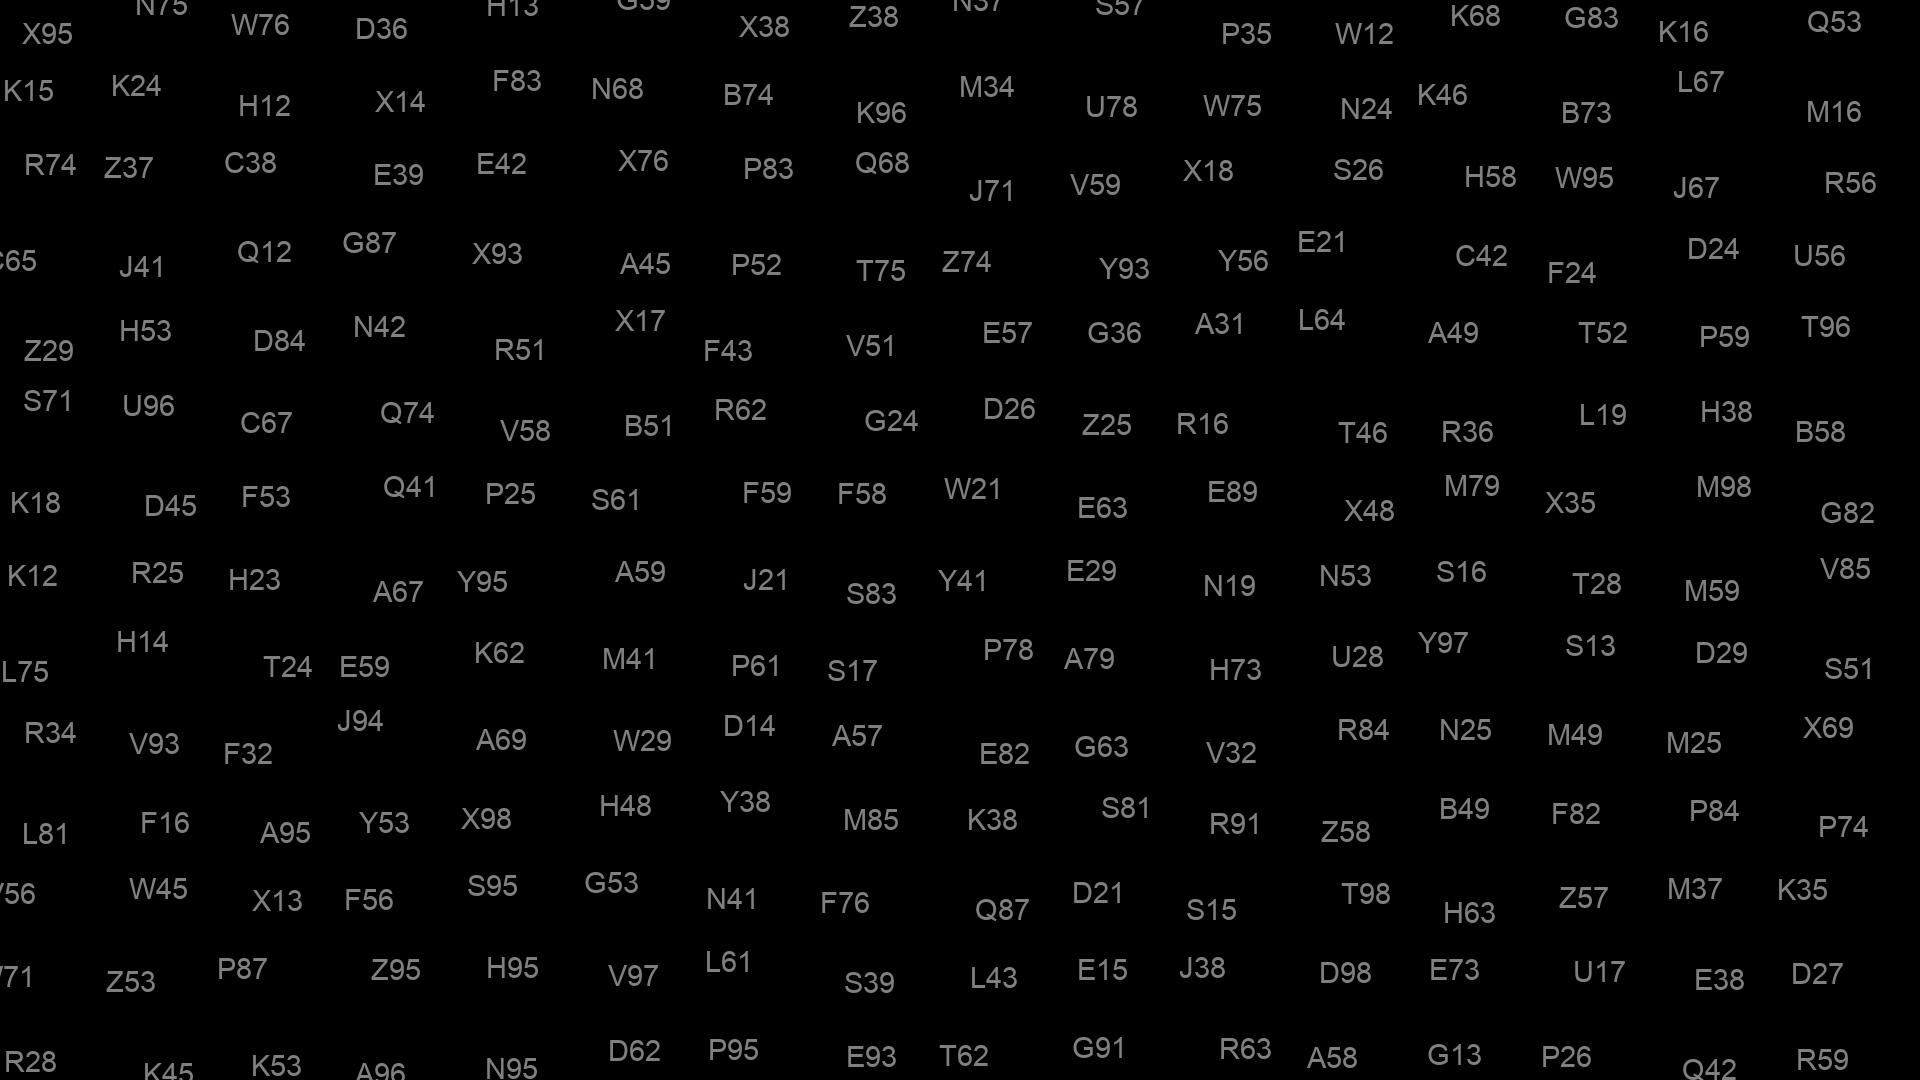 X95 N75 W76 D36 H13 G59 X38 Z38 N37 S57 P35 W12 K68 G83 K16 Q53
K15 K24 H12 X14 F83 N68 B74 K96 M34 U78 W75 N24 K46 B73 L67 M16
R74 Z37 C38 E39 E42 X76 P83 Q68 J71 V59 X18 S26 H58 W95 J67 R56
C65 J41 Q12 G87 X93 A45 P52 T75 Z74 Y93 Y56 E21 C42 F24 D24 U56
Z29 H53 D84 N42 R51 X17 F43 V51 E57 G36 A31 L64 A49 T52 P59 T96
S71 U96 C67 Q74 V58 B51 R62 G24 D26 Z25 R16 T46 R36 L19 H38 B58
K18 D45 F53 Q41 P25 S61 F59 F58 W21 E63 E89 X48 M79 X35 M98 G82
K12 R25 H23 A67 Y95 A59 J21 S83 Y41 E29 N19 N53 S16 T28 M59 V85
L75 H14 T24 E59 K62 M41 P61 S17 P78 A79 H73 U28 Y97 S13 D29 S51
R34 V93 F32 J94 A69 W29 D14 A57 E82 G63 V32 R84 N25 M49 M25 X69
L81 F16 A95 Y53 X98 H48 Y38 M85 K38 S81 R91 Z58 B49 F82 P84 P74
56 W45 X13 F56 S95 G53 N41 F76 Q87 D21 S15 T98 H63 Z57 M37 K35
71 Z53 P87 Z95 H95 V97 L61 S39 L43 E15 J38 D98 E73 U17 E38 D27
R28 K45 K53 A96 N95 D62 P95 E93 T62 G91 R63 A58 G13 P26 Q42 R59